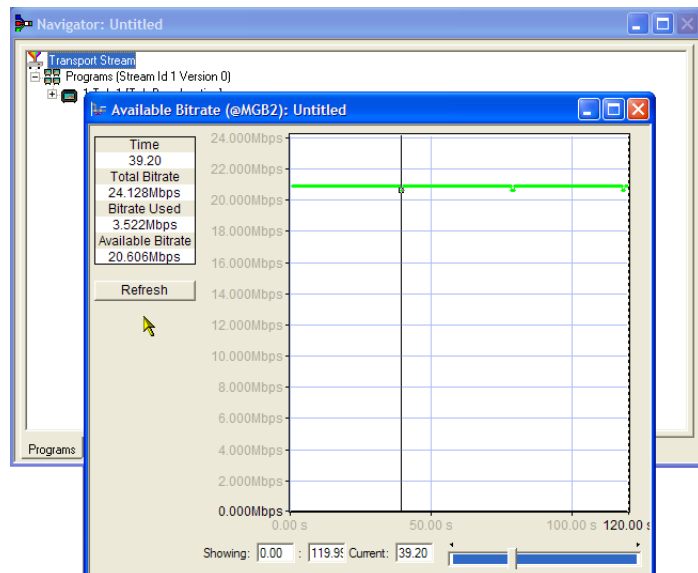 Navigator: Untitled
Transport Stream
Programs (Stream Id 1 Version 0)
Available Bitrate (@MGB2): Untitled
Time
39.20
Total Bitrate
24.128Mbps
Bitrate Used
3.522Mbps
Available Bitrate
20.606Mbps
Refresh
24.000Mbps
22.000Mbps
20.000Mbps
18.000Mbps
16.000Mbps
14.000Mbps
12.000Mbps
10.000Mbps
8.000Mbps
6.000Mbps
4.000Mbps
2.000Mbps
0.000Mbps
0.00 s 50.00 s 100.00 s 120.00 s
Programs
Showing: 0.00 : 119.99 Current: 39.20